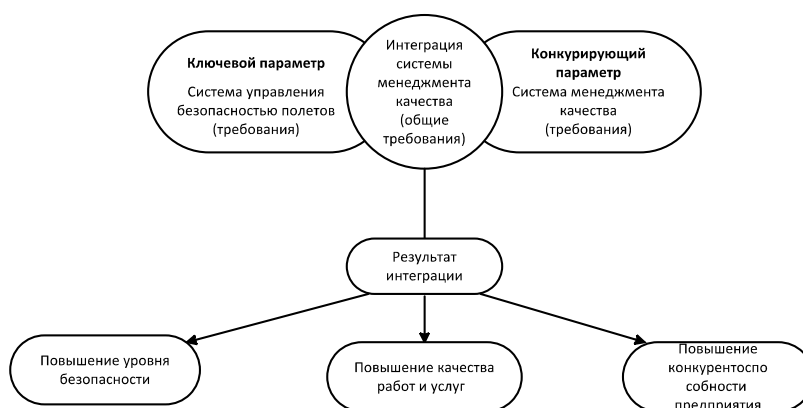 Ключевой параметр
Система управления
безопасностью полетов
(требования)
Интеграция
системы
менеджмента
качества
(общие
требования)
Конкурирующий
параметр
Система менеджмента
качества
(требования)
Результат
интеграции
Повышение уровня
безопасности
Повышение качества
работ и услуг
Повышение
конкурентоспо
собности
предприятия